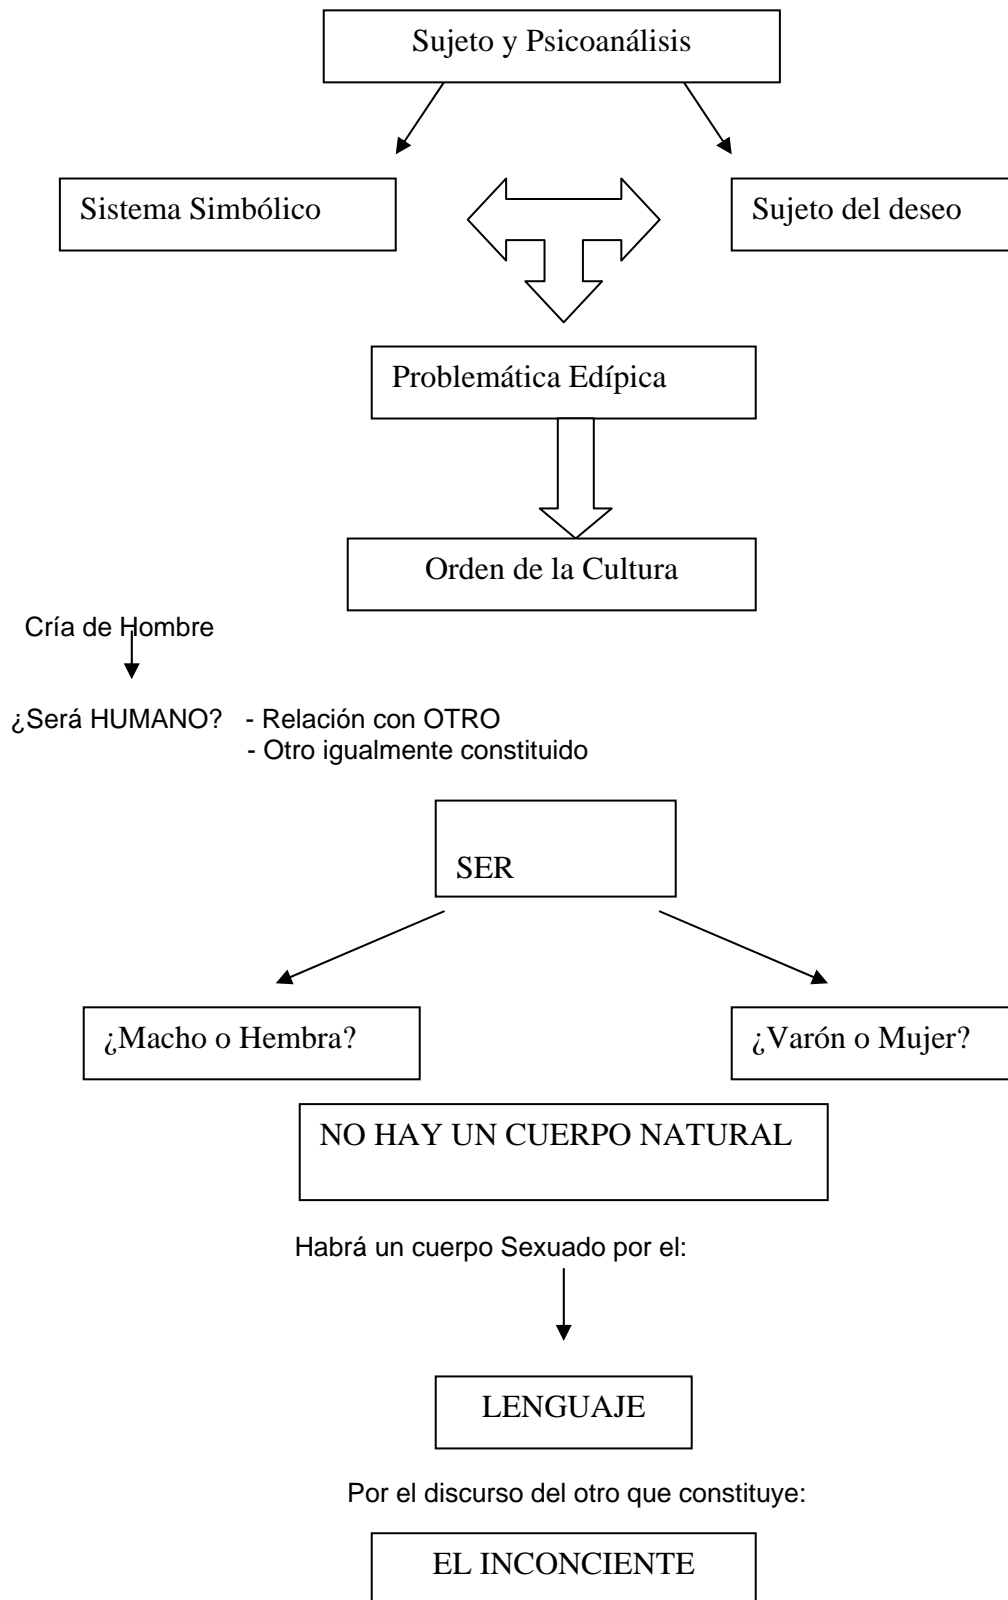 Sujeto y Psicoanálisis
Sistema Simbólico
Sujeto del deseo
Problemática Edípica
Orden de la Cultura
Cría de Hombre
¿Será HUMANO?   - Relación con OTRO
- Otro igualmente constituido
SER
¿Macho o Hembra?
¿Varón o Mujer?
NO HAY UN CUERPO NATURAL
Habrá un cuerpo Sexuado por el:
LENGUAJE
Por el discurso del otro que constituye:
EL INCONCIENTE